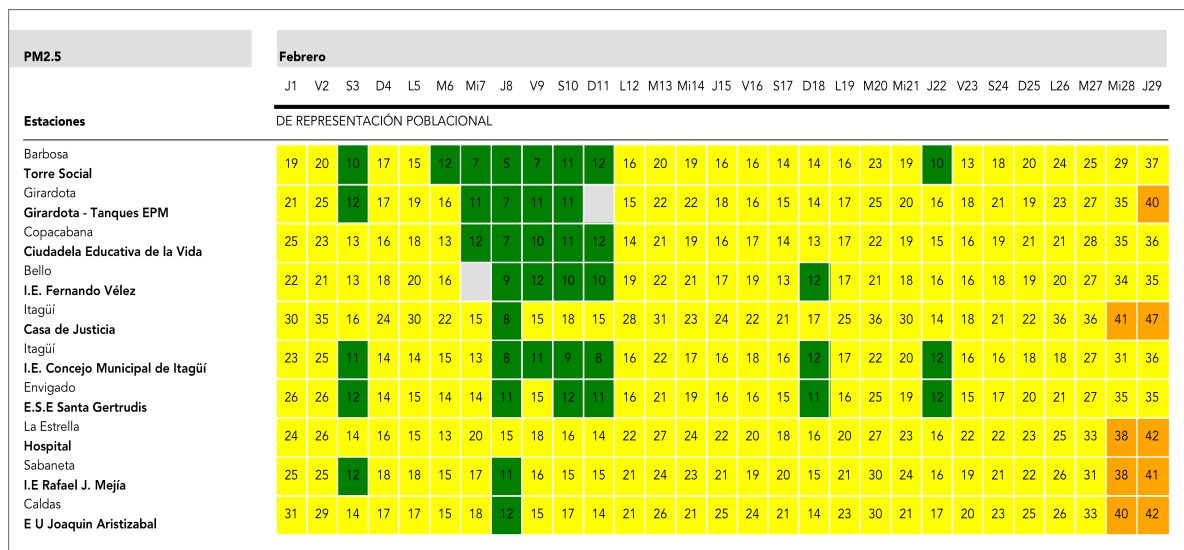 PM2.5 Febrero
J1 V2 S3 D4 L5 M6 Mi7 J8 V9 S10 D11 L12 M13 Mi14 J15 V16 S17 D18 L19 M20 Mi21 J22 V23 S24 D25 L26 M27 Mi28 J29
Estaciones DE REPRESENTACIÓN POBLACIONAL
Barbosa
Torre Social
19 20 10 17 15 12 7 5 7 11 12 16 20 19 16 16 14 14 16 23 19 10 13 18 20 24 25 29 37
Girardota
Girardota - Tanques EPM
21 25 12 17 19 16 11 7 11 11 15 22 22 18 16 15 14 17 25 20 16 18 21 19 23 27 35 40
Copacabana
Ciudadela Educativa de la Vida
25 23 13 16 18 13 12 7 10 11 12 14 21 19 16 17 14 13 17 22 19 15 16 19 21 21 28 35 36
Bello
I.E. Fernando Vélez
22 21 13 18 20 16 9 12 10 10 19 22 21 17 19 13 12 17 21 18 16 16 18 19 20 27 34 35
Itagüí
Casa de Justicia
30 35 16 24 30 22 15 8 15 18 15 28 31 23 24 22 21 17 25 36 30 14 18 21 22 36 36 41 47
Itagüí
I.E. Concejo Municipal de Itagüí
23 25 11 14 14 15 13 8 11 9 8 16 22 17 16 18 16 12 17 22 20 12 16 16 18 18 27 31 36
Envigado
E.S.E Santa Gertrudis
26 26 12 14 15 14 14 11 15 12 11 16 21 19 16 16 15 11 16 25 19 12 15 17 20 21 27 35 35
La Estrella
Hospital
24 26 14 16 15 13 20 15 18 16 14 22 27 24 22 20 18 16 20 27 23 16 22 22 23 25 33 38 42
Sabaneta
I.E Rafael J. Mejía
25 25 12 18 18 15 17 11 16 15 15 21 24 23 21 19 20 15 21 30 24 16 19 21 22 26 31 38 41
Caldas
E U Joaquin Aristizabal
31 29 14 17 17 15 18 12 15 17 14 21 26 21 25 24 21 14 23 30 21 17 20 23 25 26 33 40 42